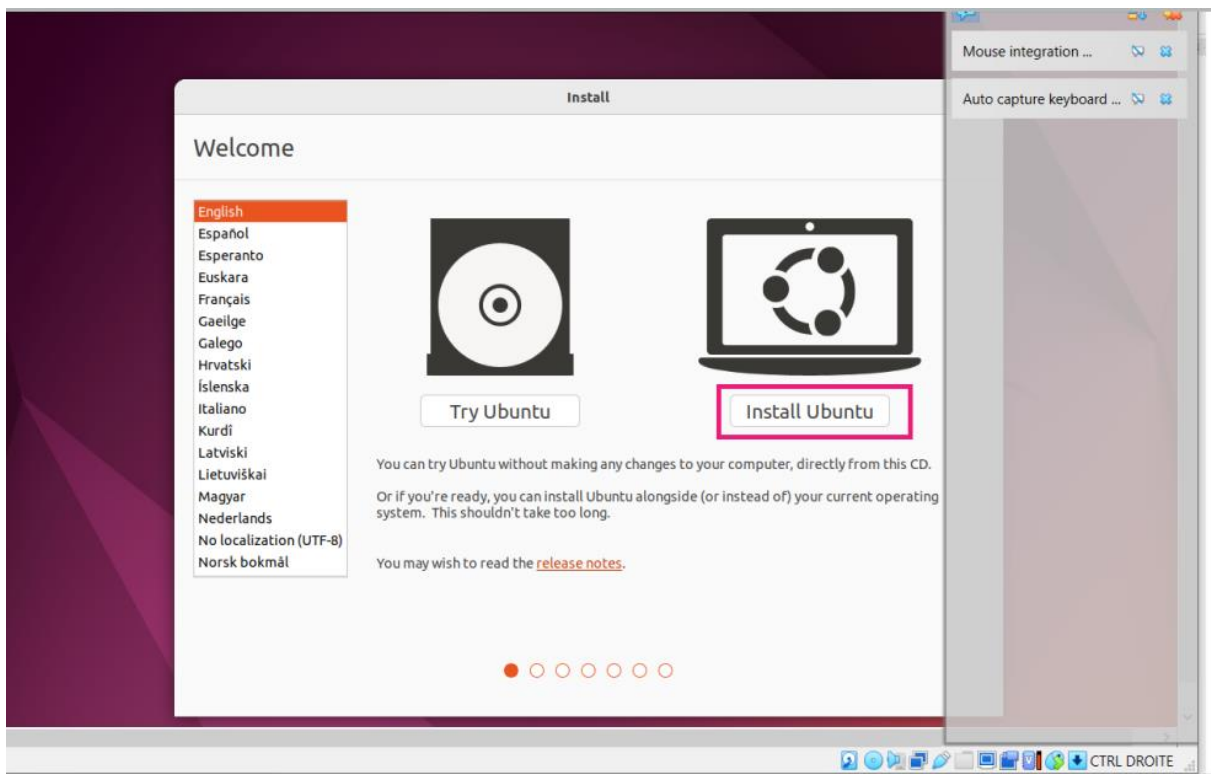 Mouse integration ...
Auto capture keyboard ...
Install
Welcome
English
Español
Esperanto
Euskara
Français
Gaeilge
Galego
Hrvatski
Íslenska
Italiano
Kurdî
Latviski
Lietuviškai
Magyar
Nederlands
No localization (UTF-8)
Norsk bokmål
Try Ubuntu
Install Ubuntu
You can try Ubuntu without making any changes to your computer, directly from this CD.
Or if you're ready, you can install Ubuntu alongside (or instead of) your current operating
system. This shouldn't take too long.
You may wish to read the release notes.
CTRL DROITE